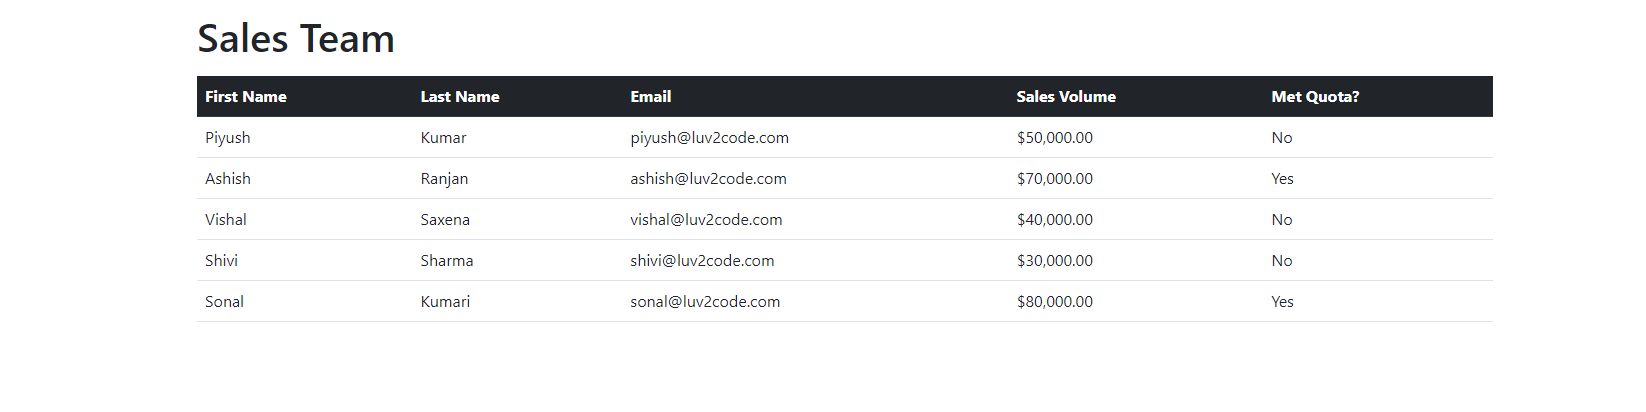 Sales Team
First Name Last Name Email Sales Volume Met Quota?
Piyush Kumar piyush@luv2code.com $50,000.00 No
Ashish Ranjan ashish@luv2code.com $70,000.00 Yes
Vishal Saxena vishal@luv2code.com $40,000.00 No
Shivi Sharma shivi@luv2code.com $30,000.00 No
Sonal Kumari sonal@luv2code.com $80,000.00 Yes